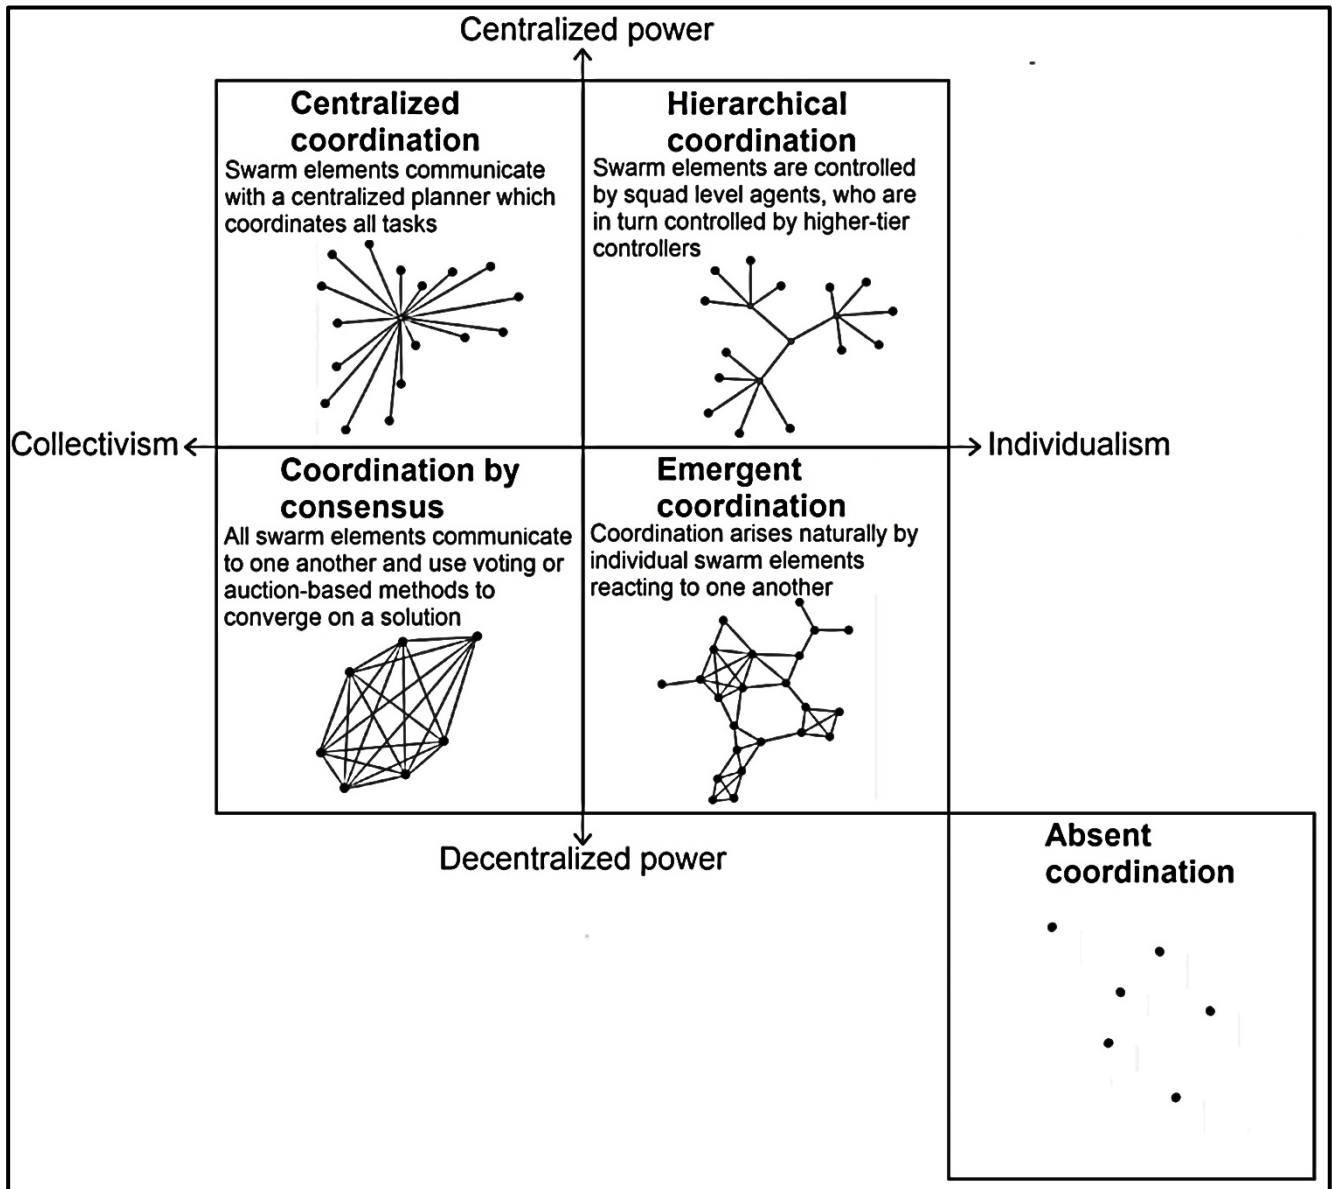 Centralized power
Centralized
coordination
Swarm elements communicate
with a centralized planner which
coordinates all tasks
Hierarchical
coordination
Swarm elements are controlled
by squad level agents, who are
in turn controlled by higher-tier
controllers
Collectivism
Individualism
Coordination by
consensus
All swarm elements communicate
to one another and use voting or
auction-based methods to
converge on a solution
Emergent
coordination
Coordination arises naturally by
individual swarm elements
reacting to one another
Decentralized power
Absent
coordination